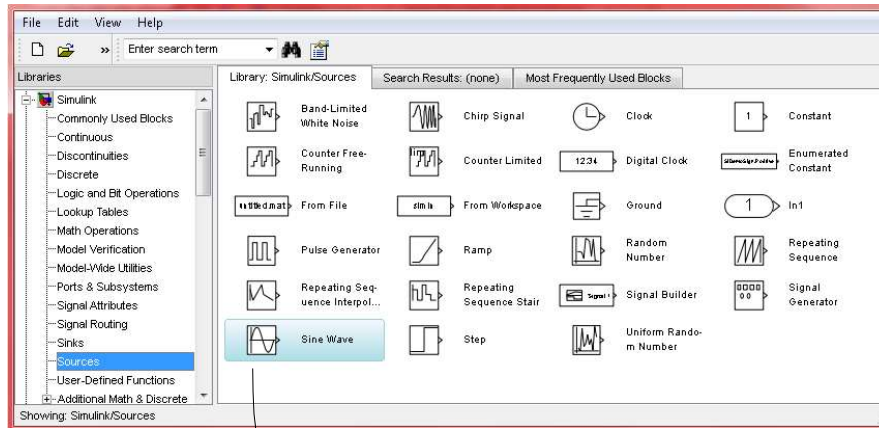 File Edit View Help
» Enter search term
Libraries
Library: Simulink/Sources Search Results: (none) Most Frequently Used Blocks
Simulink
Commonly Used Blocks
Continuous
Discontinuities
Discrete
Logic and Bit Operations
Lookup Tables
Math Operations
Model Verification
Model-Wide Utilities
Ports & Subsystems
Signal Attributes
Signal Routing
Sinks
Sources
User-Defined Functions
Additional Math & Discrete
Band-Limited
White Noise
Chirp Signal
Clock
1 Constant
Counter Free-
Running
Counter Limited
12:34 Digital Clock
Enumerated
Constant
untitled.mat From File
simin From Workspace
Ground
1 In1
Pulse Generator
Ramp
Random
Number
Repeating
Sequence
Repeating Seq-
uence Interpol...
Repeating
Sequence Stair
Signal 1 Signal Builder
Signal
Generator
Sine Wave
Step
Uniform Rando-
m Number
Showing: Simulink/Sources